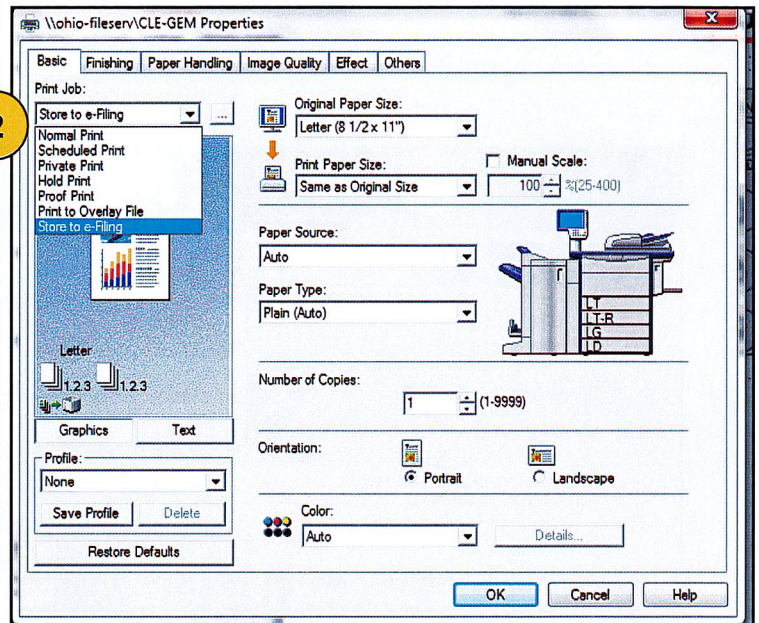 \\ohio-fileserv\CLE-GEM Properties
X
Basic Finishing Paper Handling Image Quality Effect Others
2
Print Job:
Store to e-Filing ...
Normal Print
Scheduled Print
Private Print
Hold Print
Proof Print
Print to Overlay File
Store to e-Filing
Letter
1.2.3 1.2.3
Graphics Text
Profile:
None
Save Profile Delete
Restore Defaults
Original Paper Size:
Letter (8 1/2 x 11")
Print Paper Size:
Same as Original Size
Manual Scale:
100 %(25-400)
Paper Source:
Auto
Paper Type:
Plain (Auto)
LT
LT-R
LG
LD
Number of Copies:
1 (1-9999)
Orientation:
Portrait Landscape
Color:
Auto Details...
OK Cancel Help